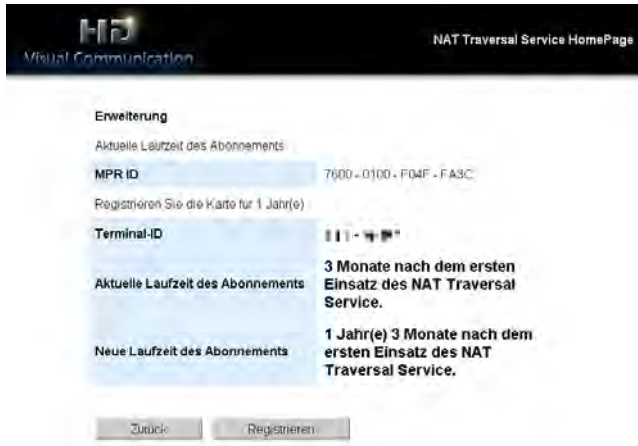 HD
Visual Communication
NAT Traversal Service HomePage
Erweiterung
Aktuelle Laufzeit des Abonnements
MPR ID 7600 - 0100 - F04F - FA3C
Registrieren Sie die Karte für 1 Jahr(e)
Terminal-ID
Aktuelle Laufzeit des Abonnements
3 Monate nach dem ersten
Einsatz des NAT Traversal
Service.
Neue Laufzeit des Abonnements
1 Jahr(e) 3 Monate nach dem
ersten Einsatz des NAT
Traversal Service.
Zurück Registrieren